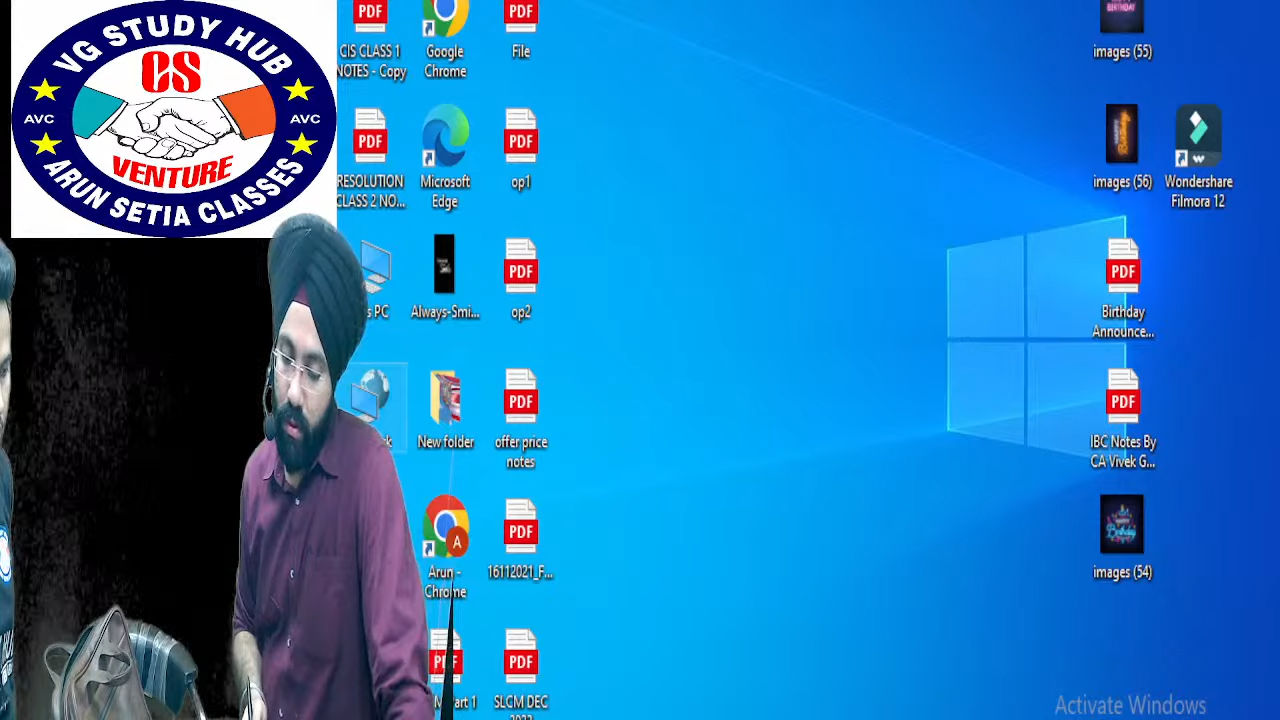 VG STUDY HUB
CS
AVC
AVC
VENTURE
ARUN SETIA CLASSES
CIS CLASS 1
NOTES - Copy
Google
Chrome
File
images (55)
RESOLUTION
CLASS 2 NO...
Microsoft
Edge
op1
images (56)
Wondershare
Filmora 12
PC
Always-Smi...
op2
Birthday
Announce...
New folder
offer price
notes
IBC Notes By
CA Vivek G...
Arun -
Chrome
16112021_F...
images (54)
SLCM DEC
Activate Windows
PDF
PDF
PDF
PDF
PDF
PDF
PDF
PDF
PDF
PDF
PDF
A